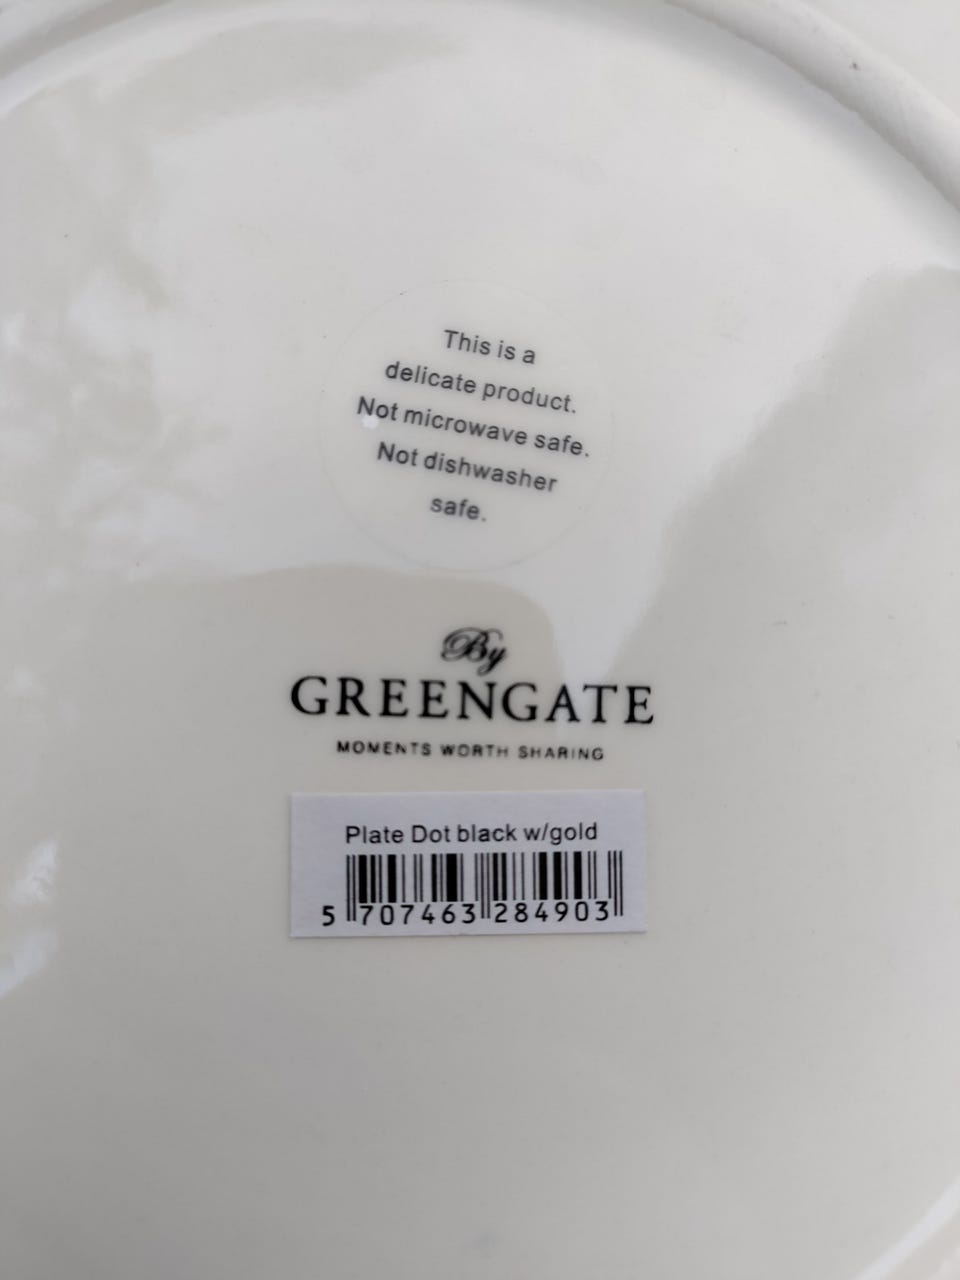 This is a
delicate product.
Not microwave safe.
Not dishwasher
safe.
By
GREENGATE
MOMENTS WORTH SHARING
Plate Dot black w/gold
5 707463 284903